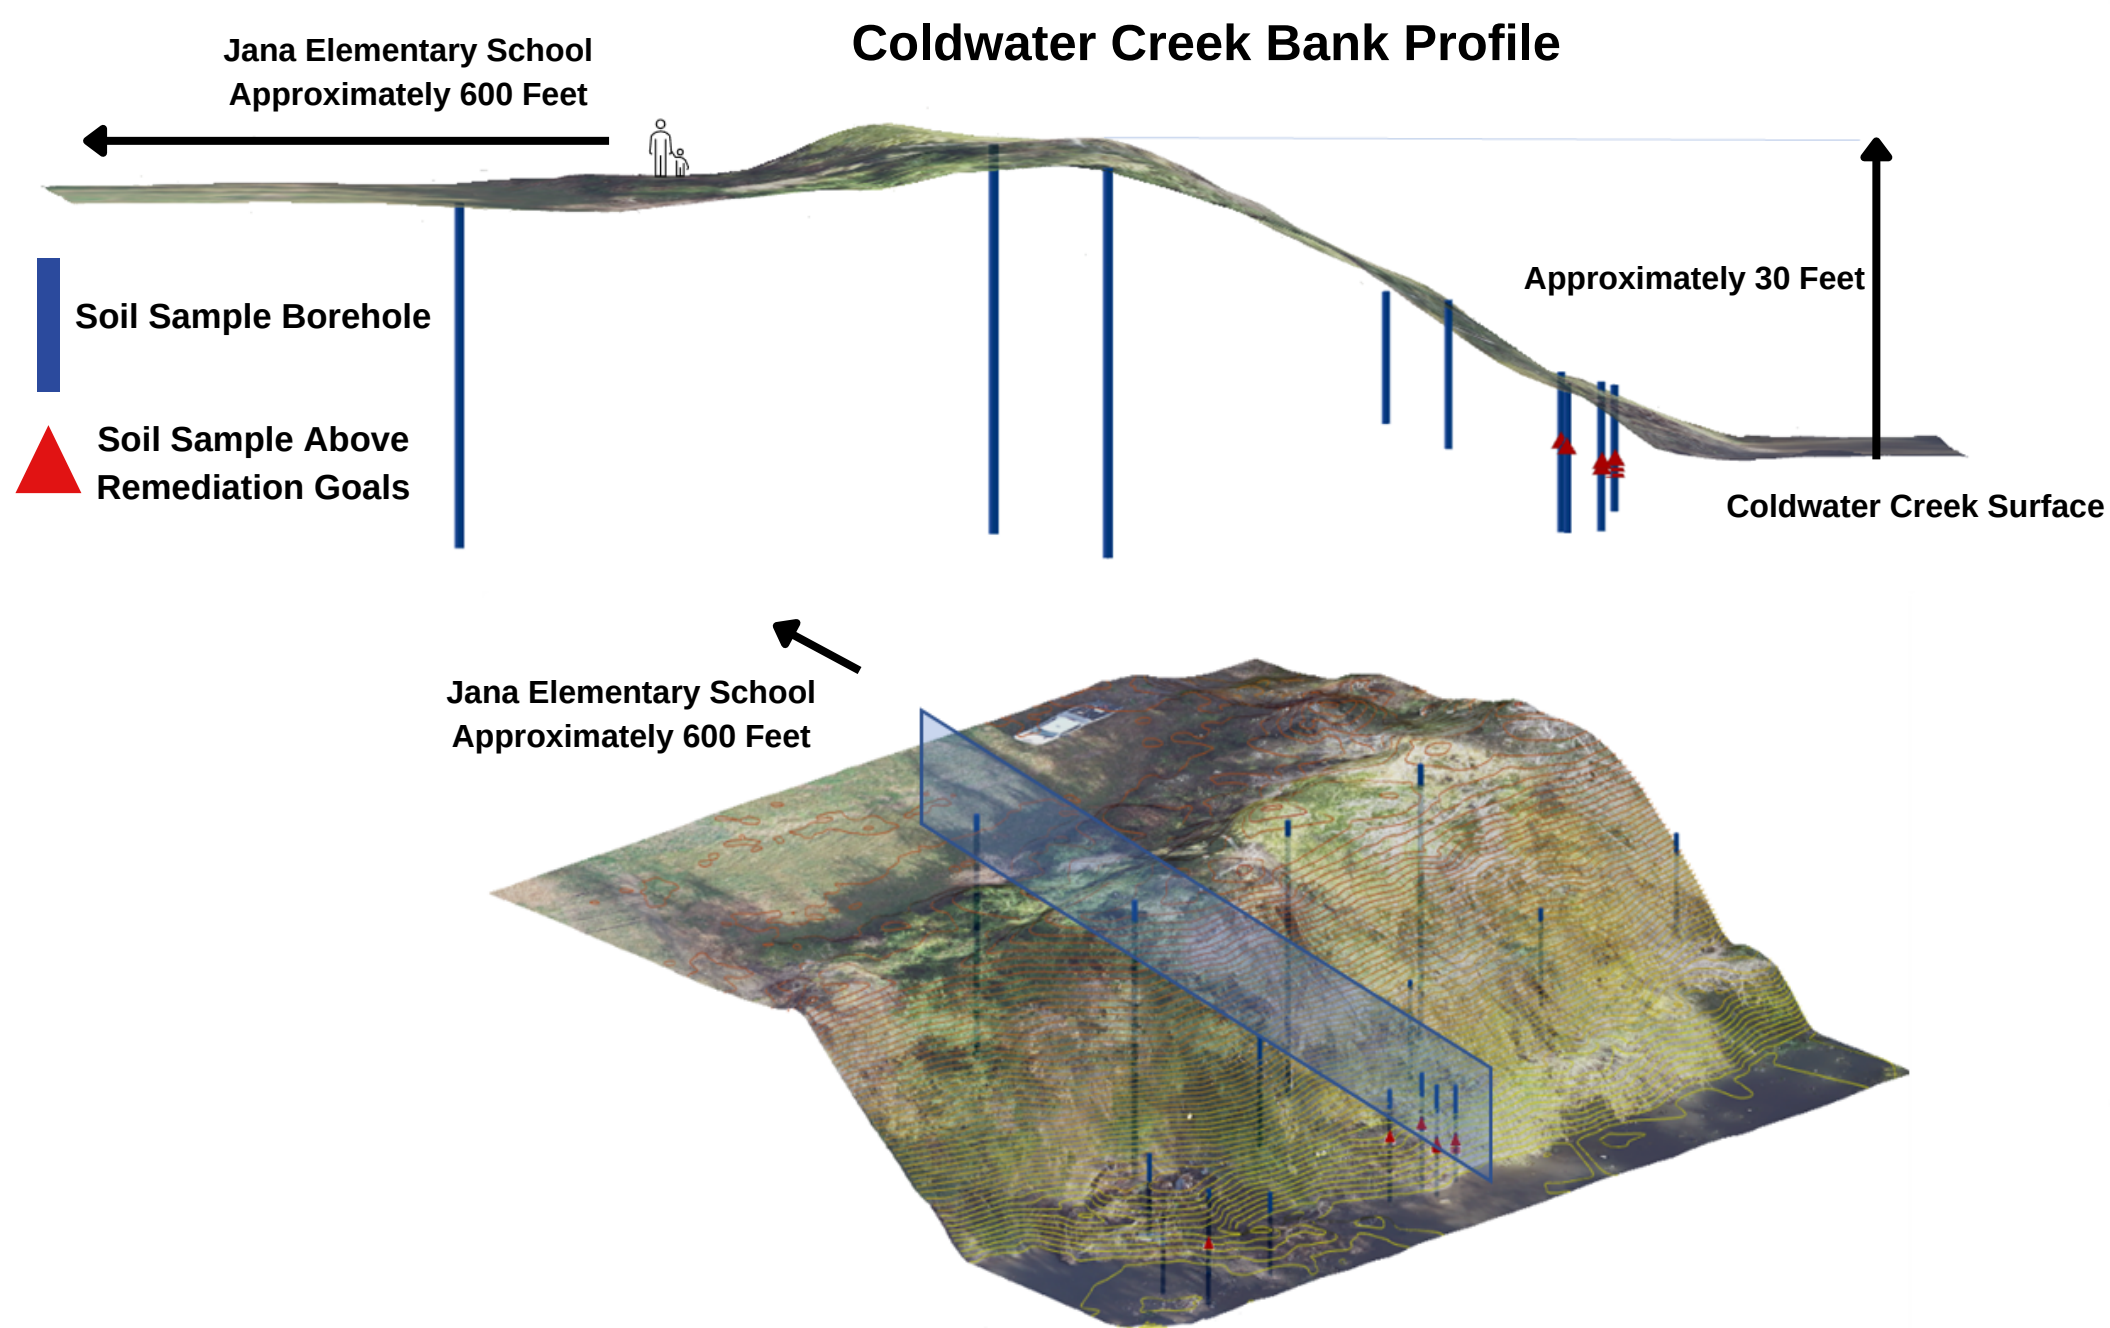 Coldwater Creek Bank Profile
Jana Elementary School
Approximately 600 Feet
Approximately 30 Feet
Soil Sample Borehole
Soil Sample Above
Remediation Goals
Coldwater Creek Surface
Jana Elementary School
Approximately 600 Feet